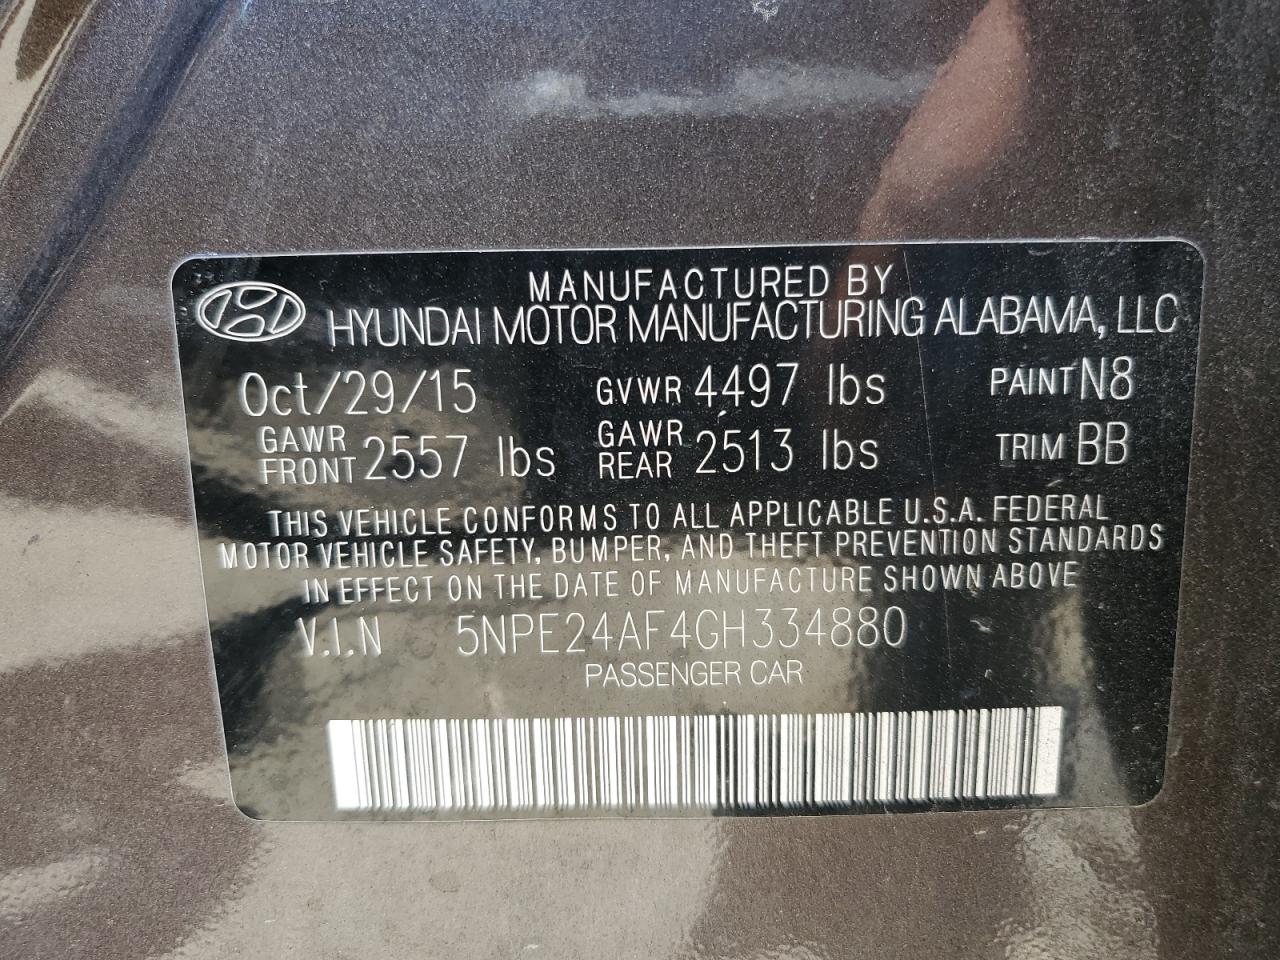 MANUFACTURED BY
HYUNDAI MOTOR MANUFACTURING ALABAMA, LLC
Oct/29/15 GVWR 4497 lbs PAINT N8
GAWR FRONT 2557 lbs GAWR REAR 2513 lbs TRIM BB
THIS VEHICLE CONFORMS TO ALL APPLICABLE U.S.A. FEDERAL
MOTOR VEHICLE SAFETY, BUMPER, AND THEFT PREVENTION STANDARDS
IN EFFECT ON THE DATE OF MANUFACTURE SHOWN ABOVE
V.I.N 5NPE24AF4GH334880
PASSENGER CAR